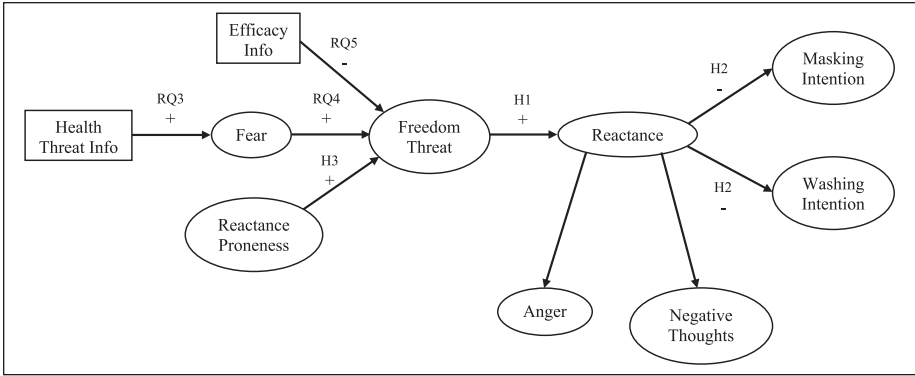 Efficacy
Info
RQ5
-
Health
Threat Info
RQ3
+
Fear
RQ4
+
Freedom
Threat
H3
+
Reactance
Proneness
H1
+
Reactance
H2
-
Masking
Intention
H2
-
Washing
Intention
Anger
Negative
Thoughts